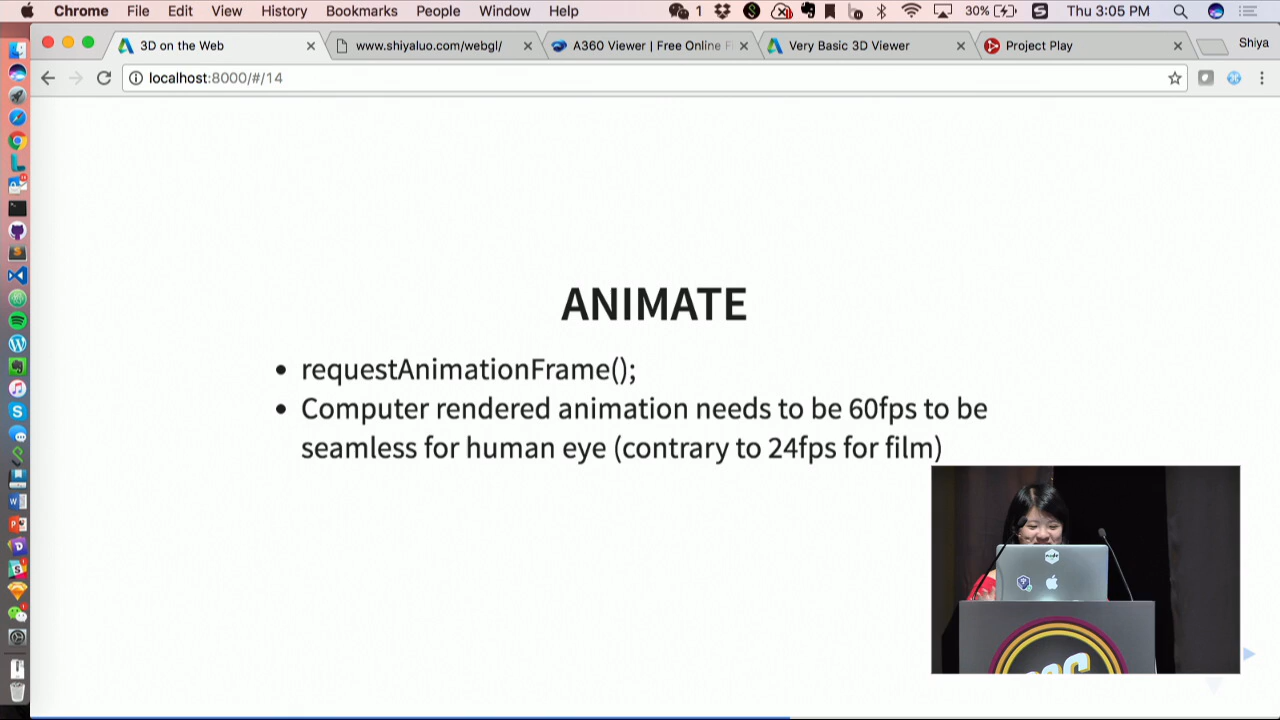 Chrome File Edit View History Bookmarks People Window Help 1 30% S Thu 3:05 PM
3D on the Web www.shiyaluo.com/webgl/ A360 Viewer | Free Online F Very Basic 3D Viewer Project Play Shiya
localhost:8000/#/14
ANIMATE
• requestAnimationFrame();
• Computer rendered animation needs to be 60fps to be
seamless for human eye (contrary to 24fps for film)